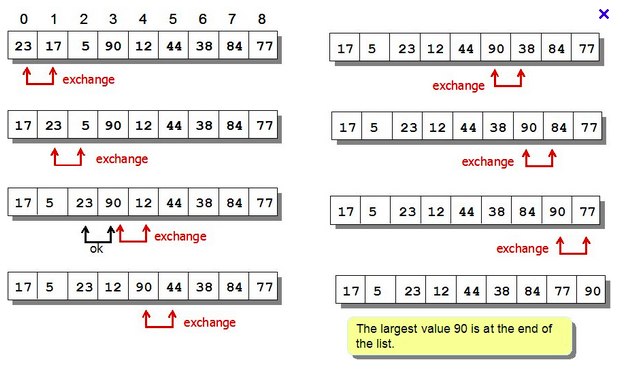 0 1 2 3 4 5 6 7 8
23 17 5 90 12 44 38 84 77
exchange
17 23 5 90 12 44 38 84 77
exchange
17 5 23 90 12 44 38 84 77
ok
exchange
17 5 23 12 90 44 38 84 77
exchange
17 5 23 12 44 90 38 84 77
exchange
17 5 23 12 44 38 90 84 77
exchange
17 5 23 12 44 38 84 90 77
exchange
17 5 23 12 44 38 84 77 90
The largest value 90 is at the end of
the list.